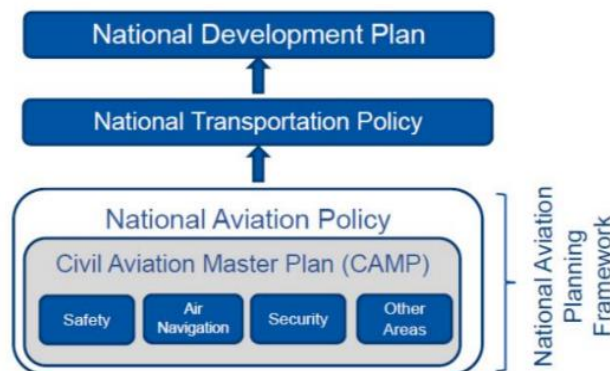 National Development Plan
National Transportation Policy
National Aviation Policy
Civil Aviation Master Plan (CAMP)
Safety
Air
Navigation
Security
Other
Areas
National Aviation
Planning
Framework